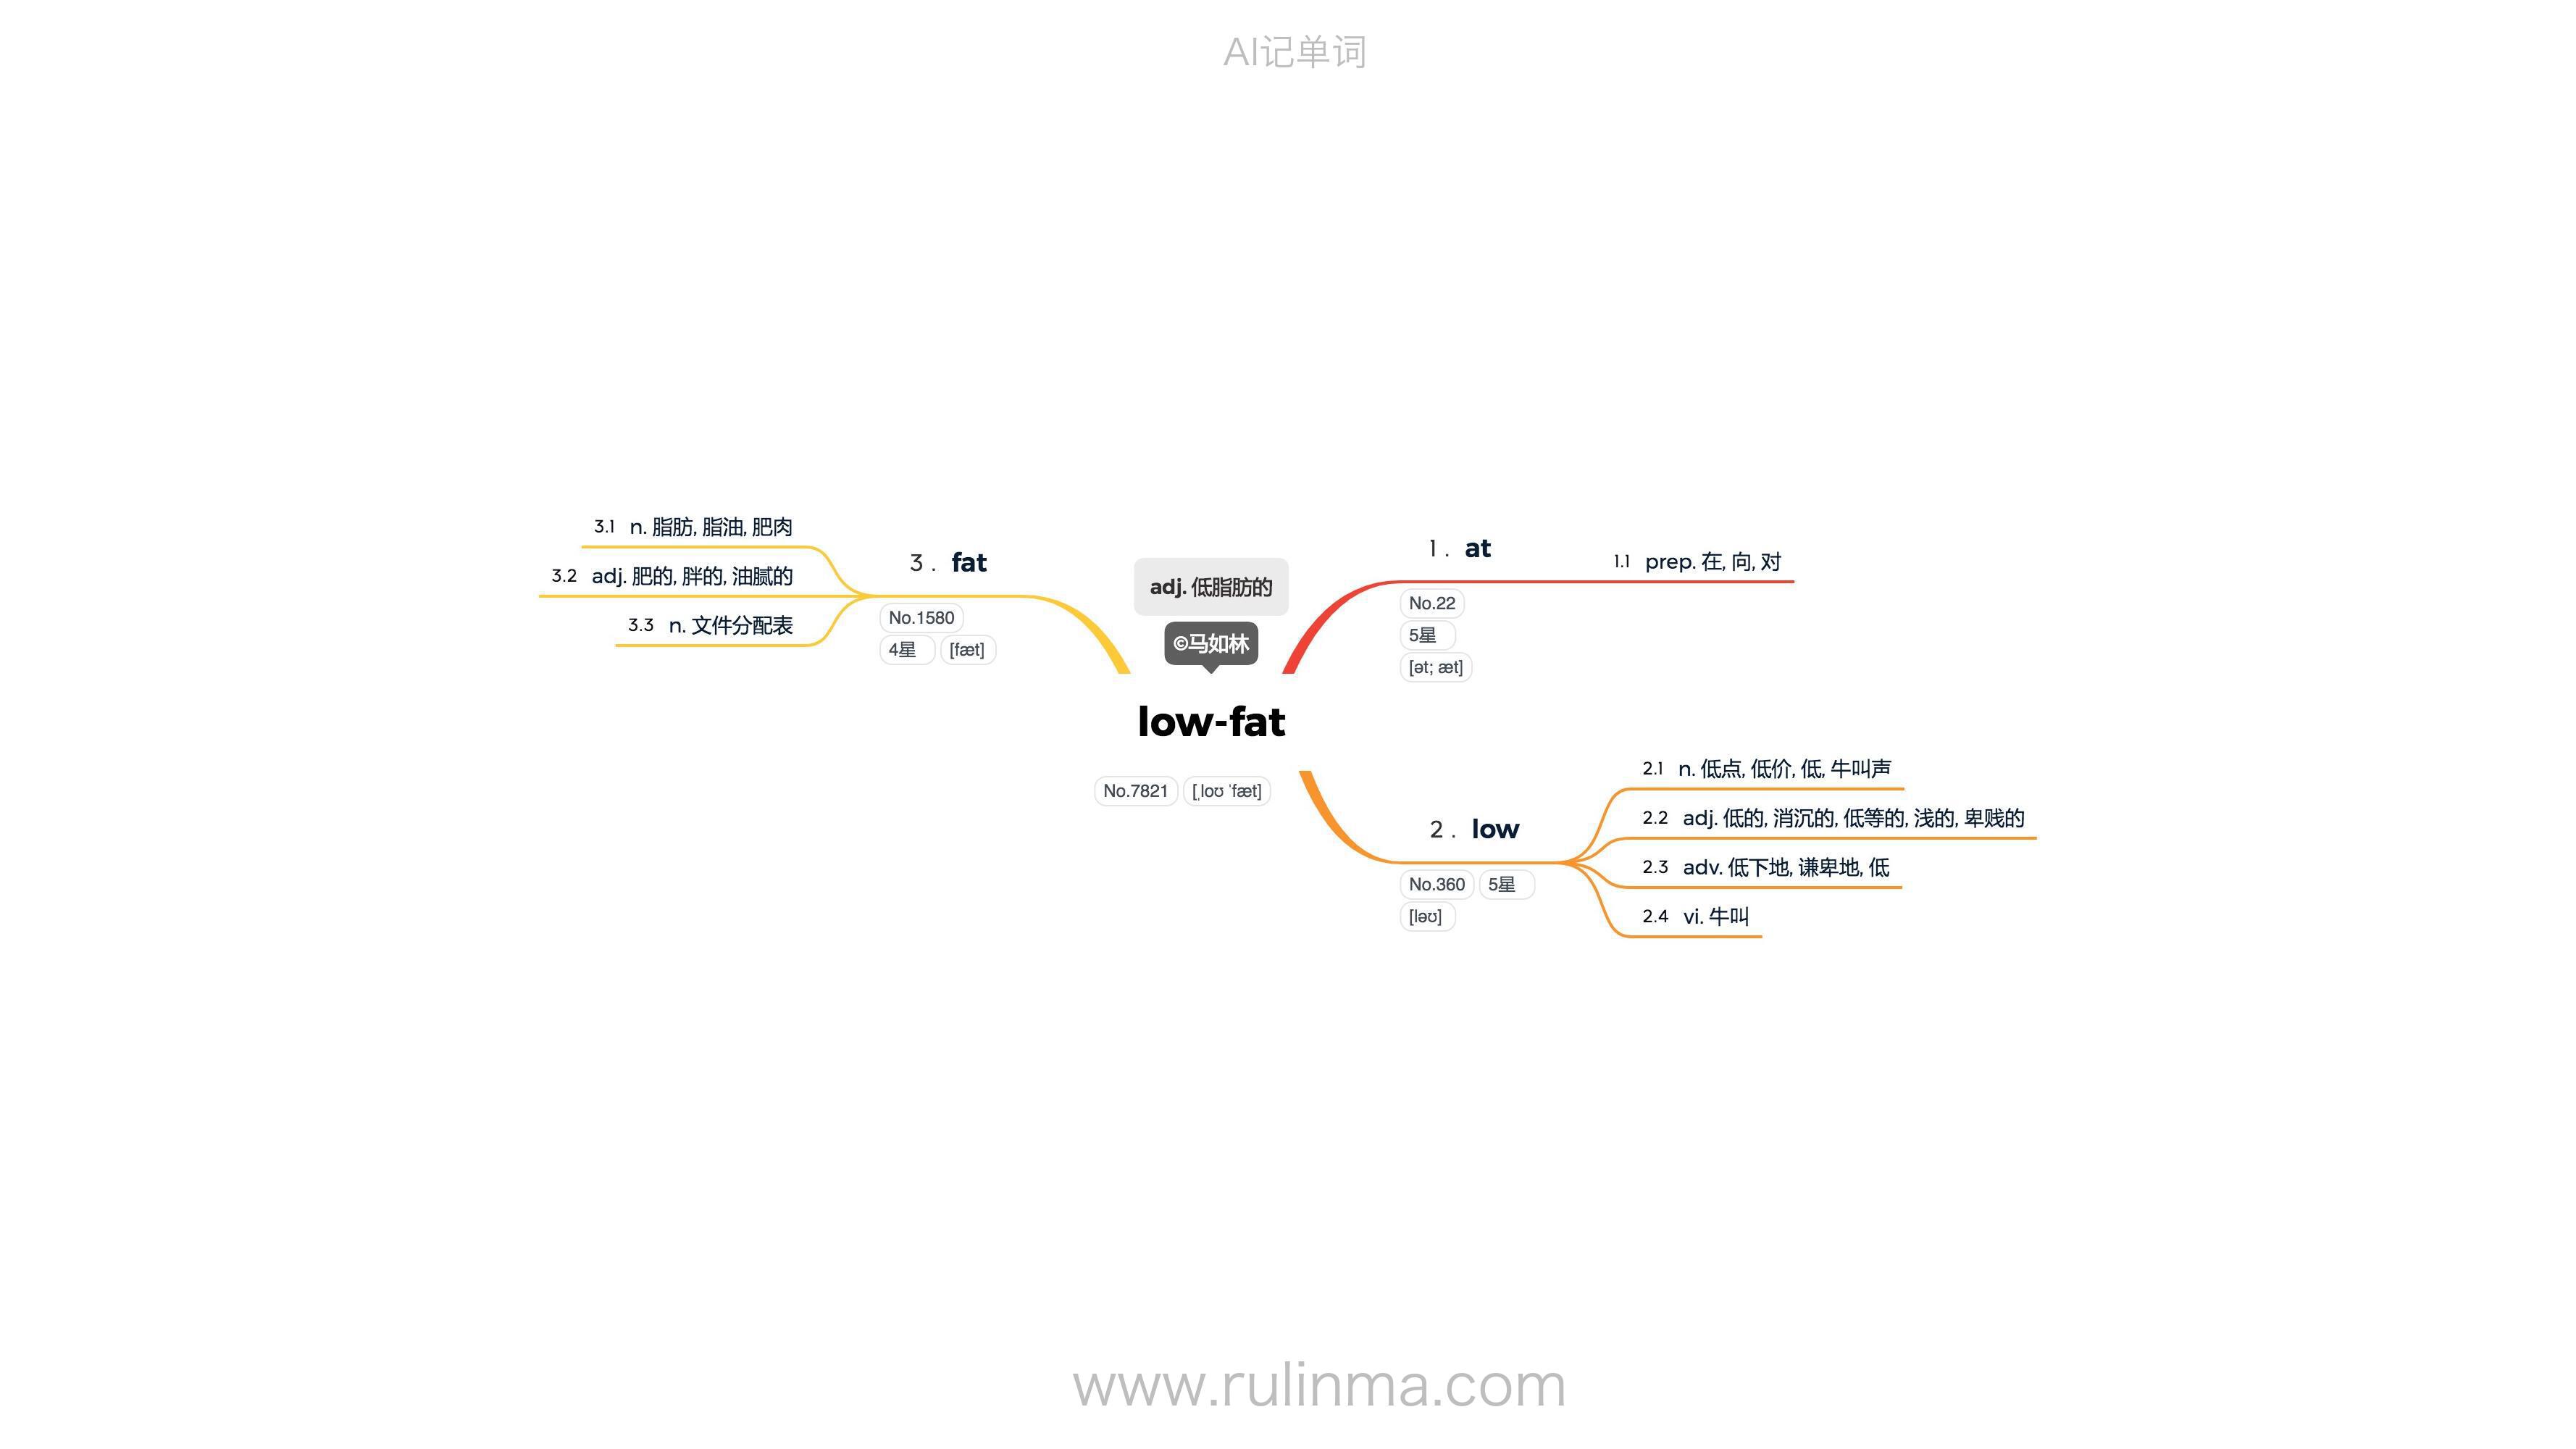 AI记单词
3.1 n. 脂肪, 脂油, 肥肉
3.2 adj. 肥的, 胖的, 油腻的
3.3 n. 文件分配表
3 . fat
No.1580
4星 [fæt]
adj. 低脂肪的
©马如林
low-fat
No.7821 [ˌloʊ ˈfæt]
1 . at
No.22
5星
[ət; æt]
1.1 prep. 在, 向, 对
2 . low
No.360 5星
[ləʊ]
2.1 n. 低点, 低价, 低, 牛叫声
2.2 adj. 低的, 消沉的, 低等的, 浅的, 卑贱的
2.3 adv. 低下地, 谦卑地, 低
2.4 vi. 牛叫
www.rulinma.com